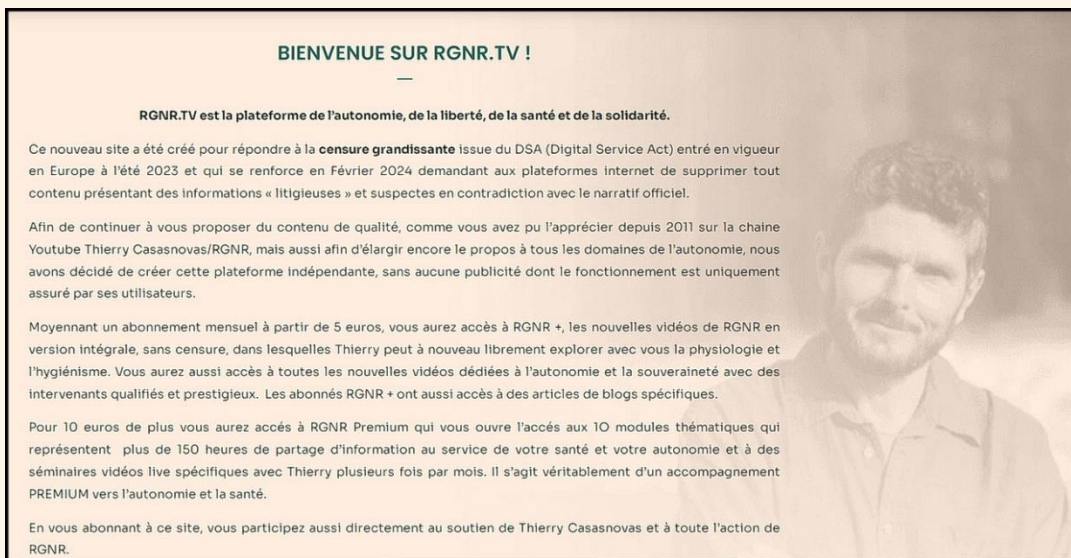 BIENVENUE SUR RGNR.TV !
RGNR.TV est la plateforme de l'autonomie, de la liberté, de la santé et de la solidarité.
Ce nouveau site a été créé pour répondre à la censure grandissante issue du DSA (Digital Service Act) entré en vigueur
en Europe à l'été 2023 et qui se renforce en Février 2024 demandant aux plateformes internet de supprimer tout
contenu présentant des informations « litigieuses » et suspectes en contradiction avec le narratif officiel.
Afin de continuer à vous proposer du contenu de qualité, comme vous avez pu l'apprécier depuis 2011 sur la chaine
Youtube Thierry Casasnovas/RGNR, mais aussi afin d'élargir encore le propos à tous les domaines de l'autonomie, nous
avons décidé de créer cette plateforme indépendante, sans aucune publicité dont le fonctionnement est uniquement
assuré par ses utilisateurs.
Moyennant un abonnement mensuel à partir de 5 euros, vous aurez accès à RGNR +, les nouvelles vidéos de RGNR en
version intégrale, sans censure, dans lesquelles Thierry peut à nouveau librement explorer avec vous la physiologie et
l'hygiénisme. Vous aurez aussi accès à toutes les nouvelles vidéos dédiées à l'autonomie et la souveraineté avec des
intervenants qualifiés et prestigieux. Les abonnés RGNR + ont aussi accès à des articles de blogs spécifiques.
Pour 10 euros de plus vous aurez accés à RGNR Premium qui vous ouvre l'accés aux 10 modules thématiques qui
représentent plus de 150 heures de partage d'information au service de votre santé et votre autonomie et à des
séminaires vidéos live spécifiques avec Thierry plusieurs fois par mois. Il s'agit véritablement d'un accompagnement
PREMIUM vers l'autonomie et la santé.
En vous abonnant à ce site, vous participez aussi directement au soutien de Thierry Casasnovas et à toute l'action de
RGNR.